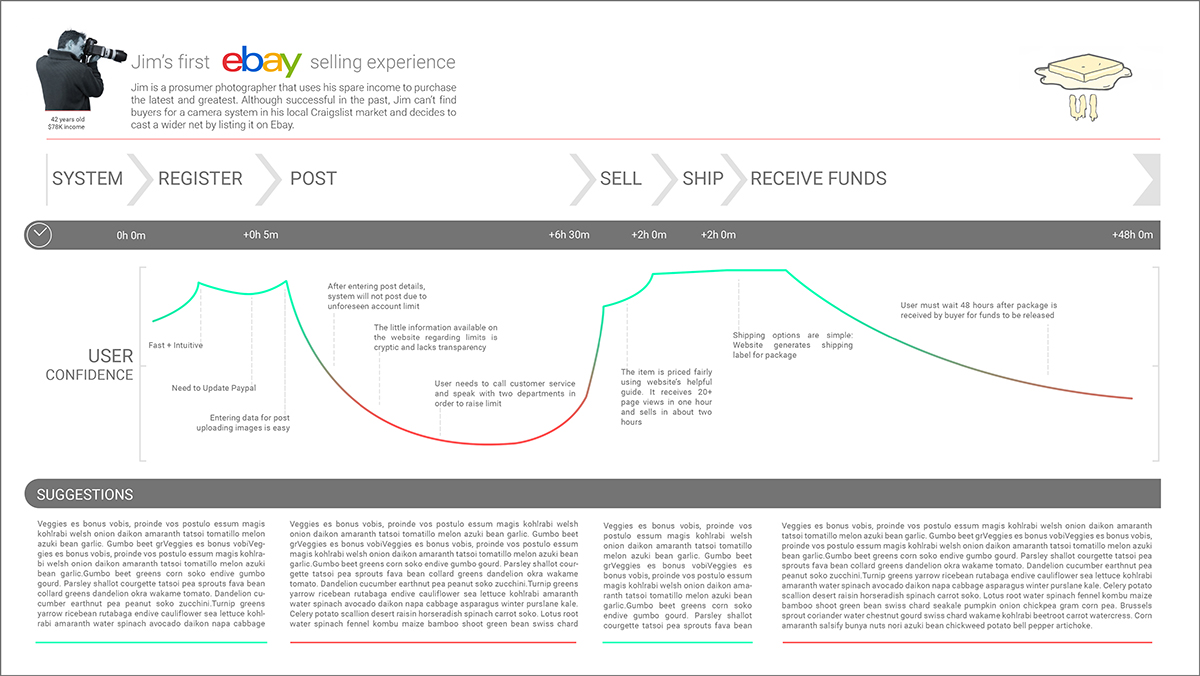 Jim's first ebay selling experience
Jim is a prosumer photographer that uses his spare income to purchase
the latest and greatest. Although successful in the past, Jim can't find
buyers for a camera system in his local Craigslist market and decides to
cast a wider net by listing it on Ebay.
42 years old
$78K income
UI
SYSTEM
REGISTER
POST
SELL
SHIP
RECEIVE FUNDS
0h 0m
+0h 5m
+6h 30m
+2h 0m
+2h 0m
+48h 0m
USER
CONFIDENCE
Fast + Intuitive
Need to Update Paypal
Entering data for post
uploading images is easy
After entering post details,
system will not post due to
unforeseen account limit
The little information available on
the website regarding limits is
cryptic and lacks transparency
User needs to call customer service
and speak with two departments in
order to raise limit
The item is priced fairly
using website's helpful
guide. It receives 20+
page views in one hour
and sells in about two
hours
Shipping options are simple:
Website generates shipping
label for package
User must wait 48 hours after package is
received by buyer for funds to be released
SUGGESTIONS
Veggies es bonus vobis, proinde vos postulo essum magis
kohlrabi welsh onion daikon amaranth tatsoi tomatillo melon
azuki bean garlic. Gumbo beet grVeggies es bonus vobiVeg-
gies es bonus vobis, proinde vos postulo essum magis kohlra-
bi welsh onion daikon amaranth tatsoi tomatillo melon azuki
bean garlic.Gumbo beet greens corn soko endive gumbo
gourd. Parsley shallot courgette tatsoi pea sprouts fava bean
collard greens dandelion okra wakame tomato. Dandelion cu-
cumber earthnut pea peanut soko zucchini.Turnip greens
yarrow ricebean rutabaga endive cauliflower sea lettuce kohl-
rabi amaranth water spinach avocado daikon napa cabbage
Veggies es bonus vobis, proinde vos postulo essum magis kohlrabi welsh
onion daikon amaranth tatsoi tomatillo melon azuki bean garlic. Gumbo beet
grVeggies es bonus vobiVeggies es bonus vobis, proinde vos postulo essum
magis kohlrabi welsh onion daikon amaranth tatsoi tomatillo melon azuki bean
garlic.Gumbo beet greens corn soko endive gumbo gourd. Parsley shallot cour-
gette tatsoi pea sprouts fava bean collard greens dandelion okra wakame
tomato. Dandelion cucumber earthnut pea peanut soko zucchini.Turnip greens
yarrow ricebean rutabaga endive cauliflower sea lettuce kohlrabi amaranth
water spinach avocado daikon napa cabbage asparagus winter purslane kale.
Celery potato scallion desert raisin horseradish spinach carrot soko. Lotus root
water spinach fennel kombu maize bamboo shoot green bean swiss chard
Veggies es bonus vobis, proinde vos
postulo essum magis kohlrabi welsh
onion daikon amaranth tatsoi tomatillo
melon azuki bean garlic. Gumbo beet
grVeggies es bonus vobiVeggies es
bonus vobis, proinde vos postulo essum
magis kohlrabi welsh onion daikon ama-
ranth tatsoi tomatillo melon azuki bean
garlic.Gumbo beet greens corn soko
endive gumbo gourd. Parsley shallot
courgette tatsoi pea sprouts fava bean
Veggies es bonus vobis, proinde vos postulo essum magis kohlrabi welsh onion daikon amaranth
tatsoi tomatillo melon azuki bean garlic. Gumbo beet grVeggies es bonus vobiVeggies es bonus vobis,
proinde vos postulo essum magis kohlrabi welsh onion daikon amaranth tatsoi tomatillo melon azuki
bean garlic.Gumbo beet greens corn soko endive gumbo gourd. Parsley shallot courgette tatsoi pea
sprouts fava bean collard greens dandelion okra wakame tomato. Dandelion cucumber earthnut pea
peanut soko zucchini.Turnip greens yarrow ricebean rutabaga endive cauliflower sea lettuce kohlrabi
amaranth water spinach avocado daikon napa cabbage asparagus winter purslane kale. Celery potato
scallion desert raisin horseradish spinach carrot soko. Lotus root water spinach fennel kombu maize
bamboo shoot green bean swiss chard seakale pumpkin onion chickpea gram corn pea. Brussels
sprout coriander water chestnut gourd swiss chard wakame kohlrabi beetroot carrot watercress. Corn
amaranth salsify bunya nuts nori azuki bean chickweed potato bell pepper artichoke.